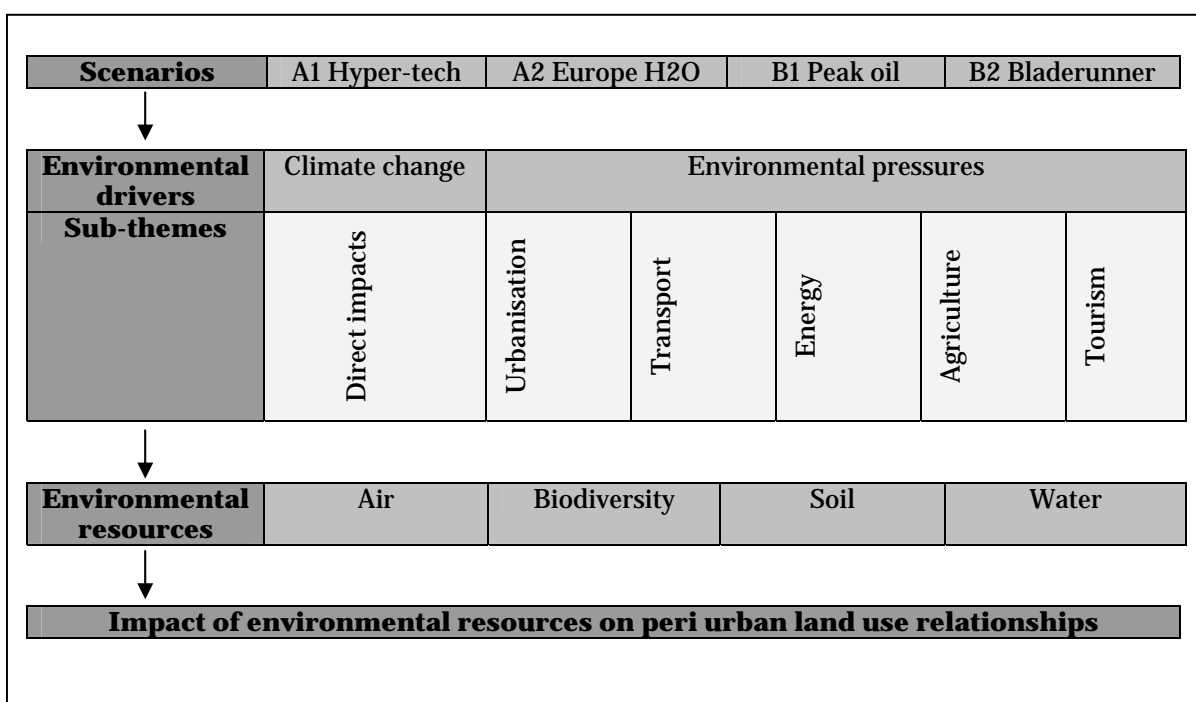 Scenarios A1 Hyper-tech A2 Europe H2O B1 Peak oil B2 Bladerunner
Environmental drivers Climate change Environmental pressures
Sub-themes Direct impacts Urbanisation Transport Energy Agriculture Tourism
Environmental resources Air Biodiversity Soil Water
Impact of environmental resources on peri urban land use relationships